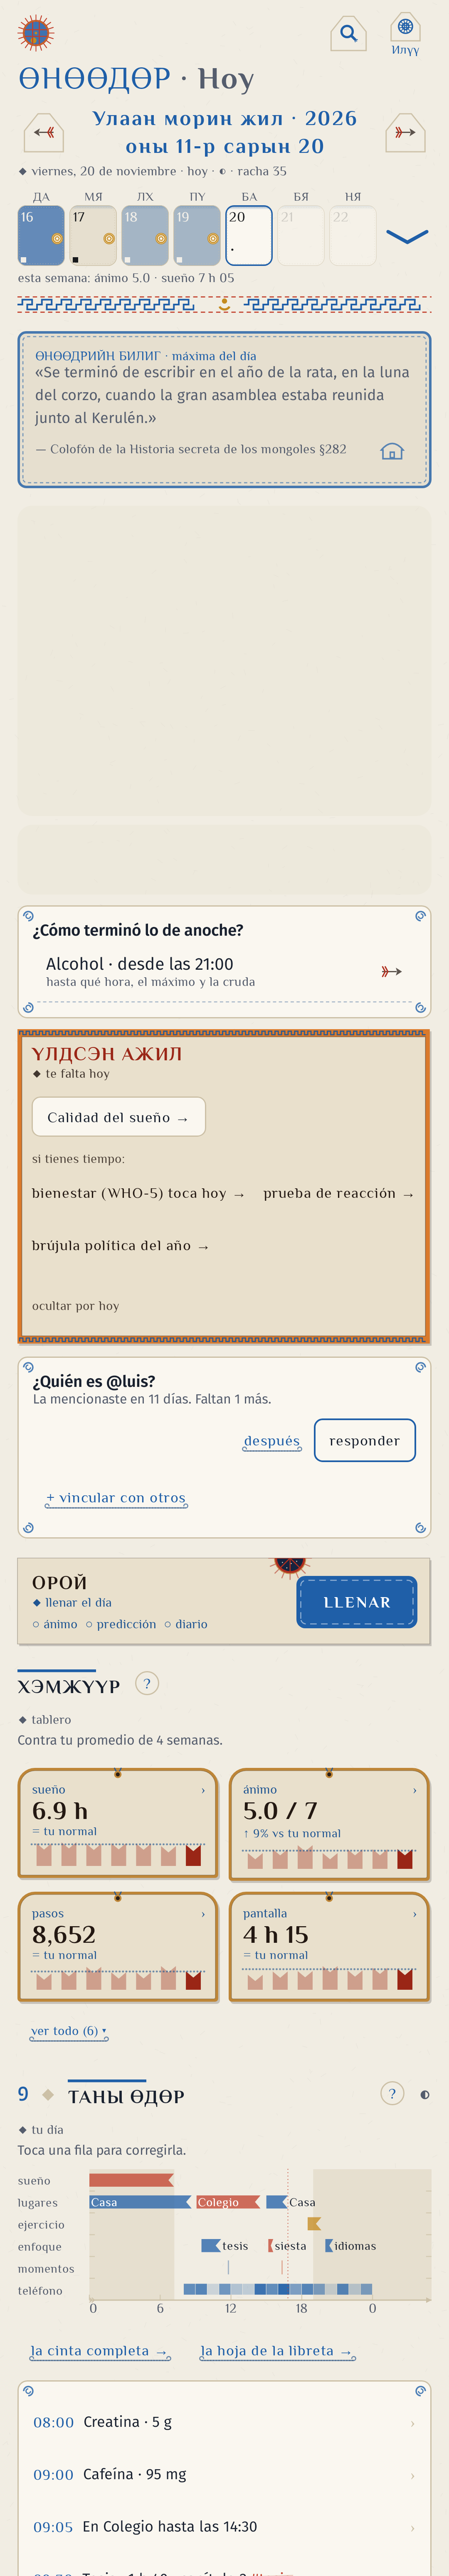 Илүү
ӨНӨӨДӨР · Hoy
Улаан морин жил · 2026
оны 11-р сарын 20
◆ viernes, 20 de noviembre · hoy · ◐ · racha 35
ДА МЯ ЛХ ПҮ БА БЯ НЯ
16 17 18 19 20 21 22
esta semana: ánimo 5.0 · sueño 7 h 05
ӨНӨӨДРИЙН БИЛИГ · máxima del día
«Se terminó de escribir en el año de la rata, en la luna
del corzo, cuando la gran asamblea estaba reunida
junto al Kerulén.»
— Colofón de la Historia secreta de los mongoles §282
¿Cómo terminó lo de anoche?
Alcohol · desde las 21:00
hasta qué hora, el máximo y la cruda
ҮЛДСЭН АЖИЛ
◆ te falta hoy
Calidad del sueño →
si tienes tiempo:
bienestar (WHO-5) toca hoy → prueba de reacción →
brújula política del año →
ocultar por hoy
¿Quién es @luis?
La mencionaste en 11 días. Faltan 1 más.
después responder
+ vincular con otros
ОРОЙ
◆ llenar el día
○ ánimo ○ predicción ○ diario
LLENAR
ХЭМЖҮҮР ?
◆ tablero
Contra tu promedio de 4 semanas.
sueño ›
6.9 h
= tu normal
ánimo ›
5.0 / 7
↑ 9% vs tu normal
pasos ›
8,652
= tu normal
pantalla ›
4 h 15
= tu normal
ver todo (6) ▾
9 ◆ ТАНЫ ӨДӨР ? ◐
◆ tu día
Toca una fila para corregirla.
sueño
lugares Casa Colegio Casa
ejercicio
enfoque tesis siesta idiomas
momentos
teléfono
0 6 12 18 0
la cinta completa → la hoja de la libreta →
08:00 Creatina · 5 g ›
09:00 Cafeína · 95 mg ›
09:05 En Colegio hasta las 14:30 ›